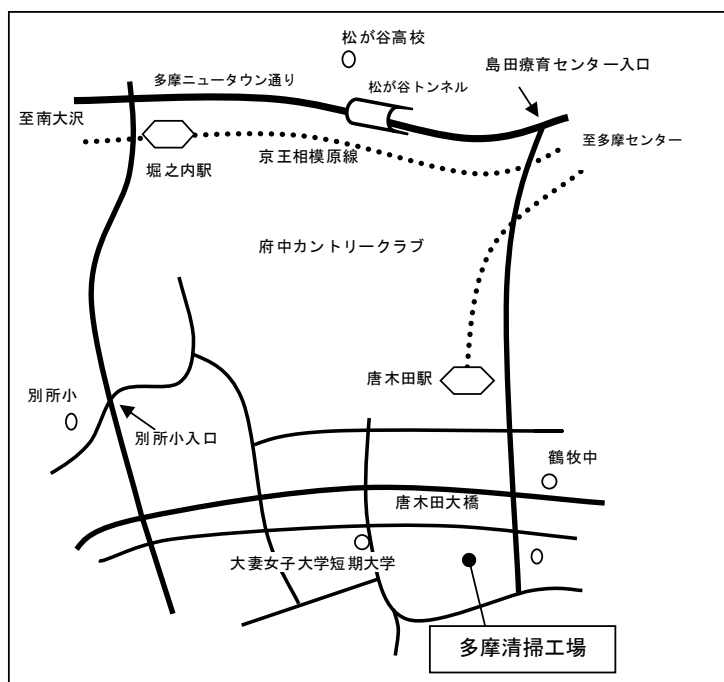 松が谷高校
島田療育センター入口
多摩ニュータウン通り
松が谷トンネル
至南大沢
至多摩センター
京王相模原線
堀之内駅
府中カントリークラブ
唐木田駅
別所小
別所小入口
鶴牧中
唐木田大橋
大妻女子大学短期大学
多摩清掃工場